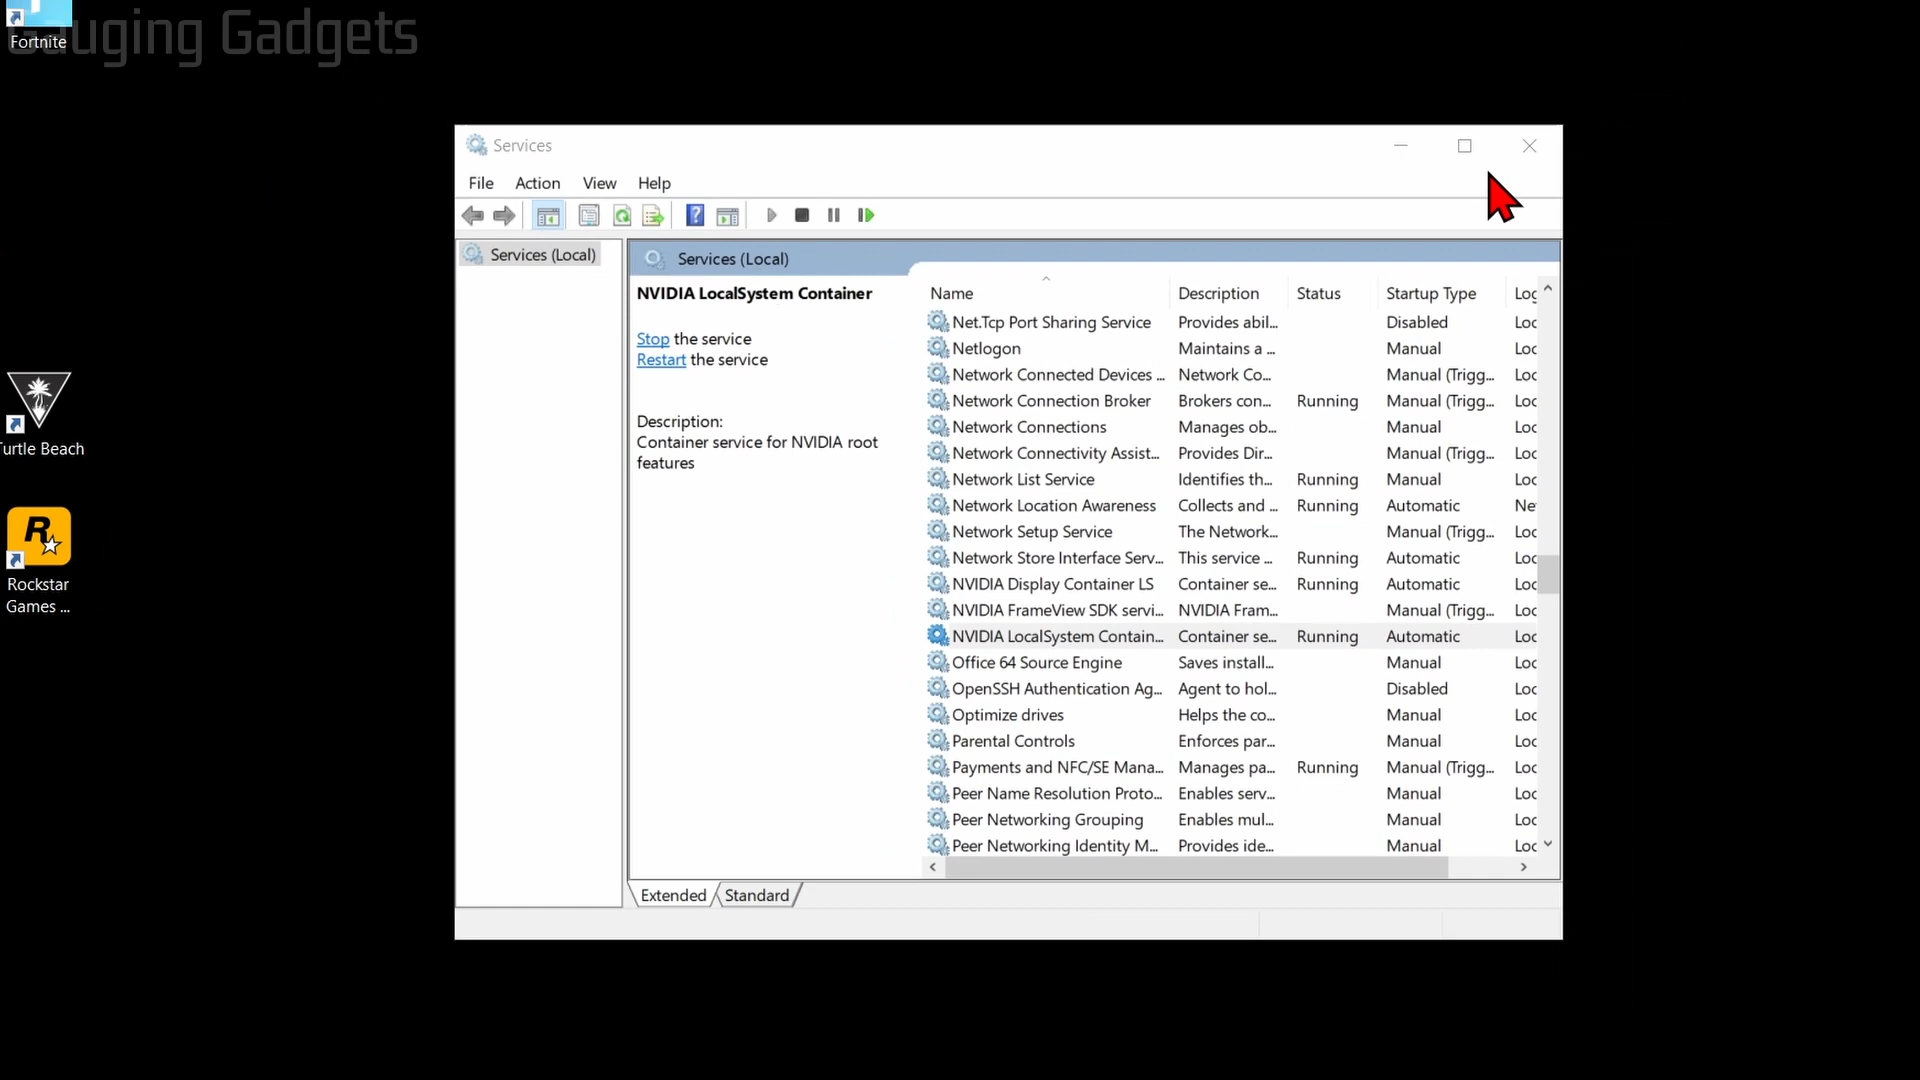 Gauging Gadgets
Fortnite
Turtle Beach
Rockstar
Games ...
Services
File Action View Help
Services (Local)
Services (Local)
NVIDIA LocalSystem Container
Stop the service
Restart the service
Description:
Container service for NVIDIA root
features
Name Description Status Startup Type Log
Net.Tcp Port Sharing Service Provides abil... Disabled Loc
Netlogon Maintains a ... Manual Loc
Network Connected Devices ... Network Co... Manual (Trigg... Loc
Network Connection Broker Brokers con... Running Manual (Trigg... Loc
Network Connections Manages ob... Manual Loc
Network Connectivity Assist... Provides Dir... Manual (Trigg... Loc
Network List Service Identifies th... Running Manual Loc
Network Location Awareness Collects and ... Running Automatic Ne
Network Setup Service The Network... Manual (Trigg... Loc
Network Store Interface Serv... This service ... Running Automatic Loc
NVIDIA Display Container LS Container se... Running Automatic Loc
NVIDIA FrameView SDK servi... NVIDIA Fram... Manual (Trigg... Loc
NVIDIA LocalSystem Contain... Container se... Running Automatic Loc
Office 64 Source Engine Saves install... Manual Loc
OpenSSH Authentication Ag... Agent to hol... Disabled Loc
Optimize drives Helps the co... Manual Loc
Parental Controls Enforces par... Manual Loc
Payments and NFC/SE Mana... Manages pa... Running Manual (Trigg... Loc
Peer Name Resolution Proto... Enables serv... Manual Loc
Peer Networking Grouping Enables mul... Manual Loc
Peer Networking Identity M... Provides ide... Manual Loc
Extended Standard